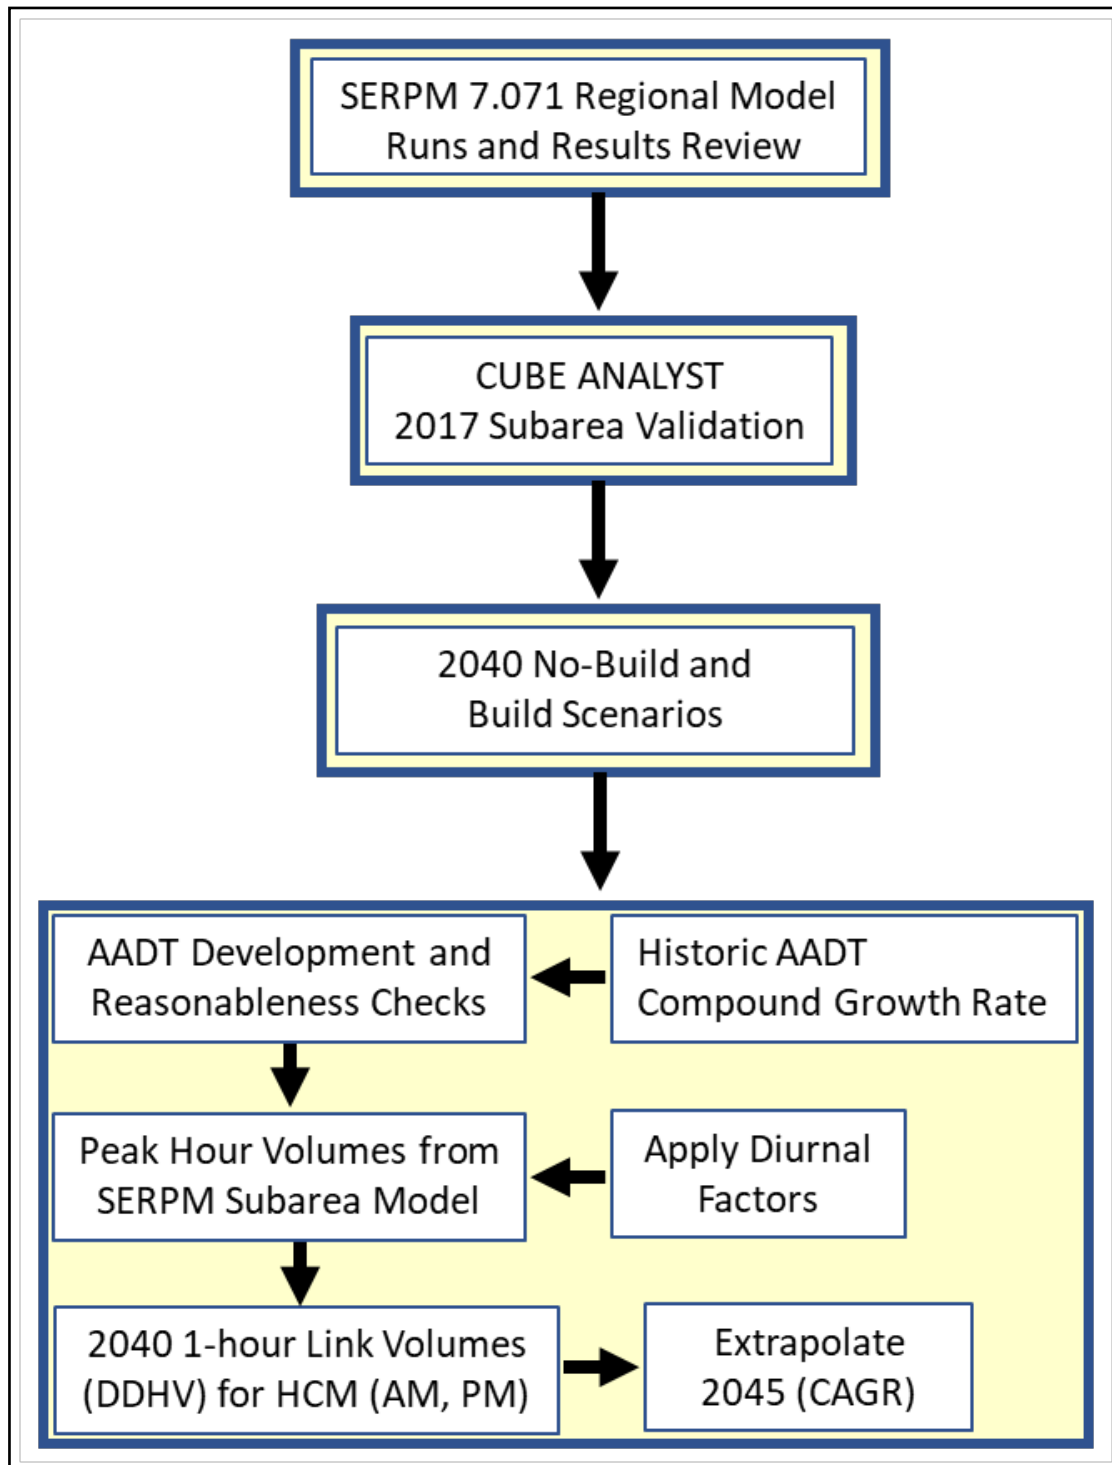 SERPM 7.071 Regional Model
Runs and Results Review
CUBE ANALYST
2017 Subarea Validation
2040 No-Build and
Build Scenarios
AADT Development and
Reasonableness Checks
Historic AADT
Compound Growth Rate
Peak Hour Volumes from
SERPM Subarea Model
Apply Diurnal
Factors
2040 1-hour Link Volumes
(DDHV) for HCM (AM, PM)
Extrapolate
2045 (CAGR)